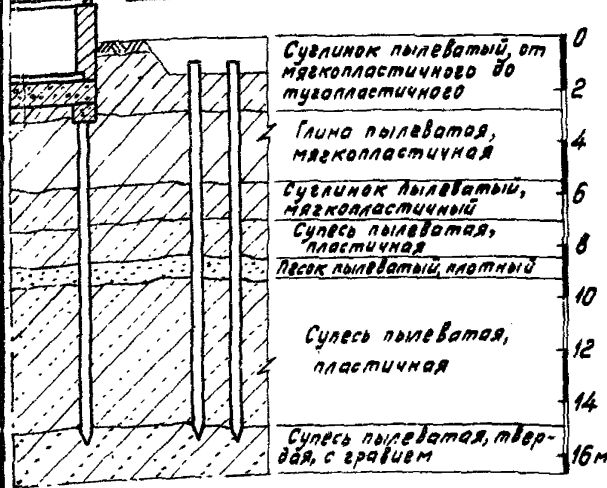 Суглинок пылеватый, от
мягкопластичного до
тугопластичного
Глина пылеватая,
мягкопластичная
Суглинок пылеватый,
мягкопластичный
Супесь пылеватая,
пластичная
Песок пылеватый, плотный
Супесь пылеватая,
пластичная
Супесь пылеватая, твер-
дая, с гравием
0
2
4
6
8
10
12
14
16м